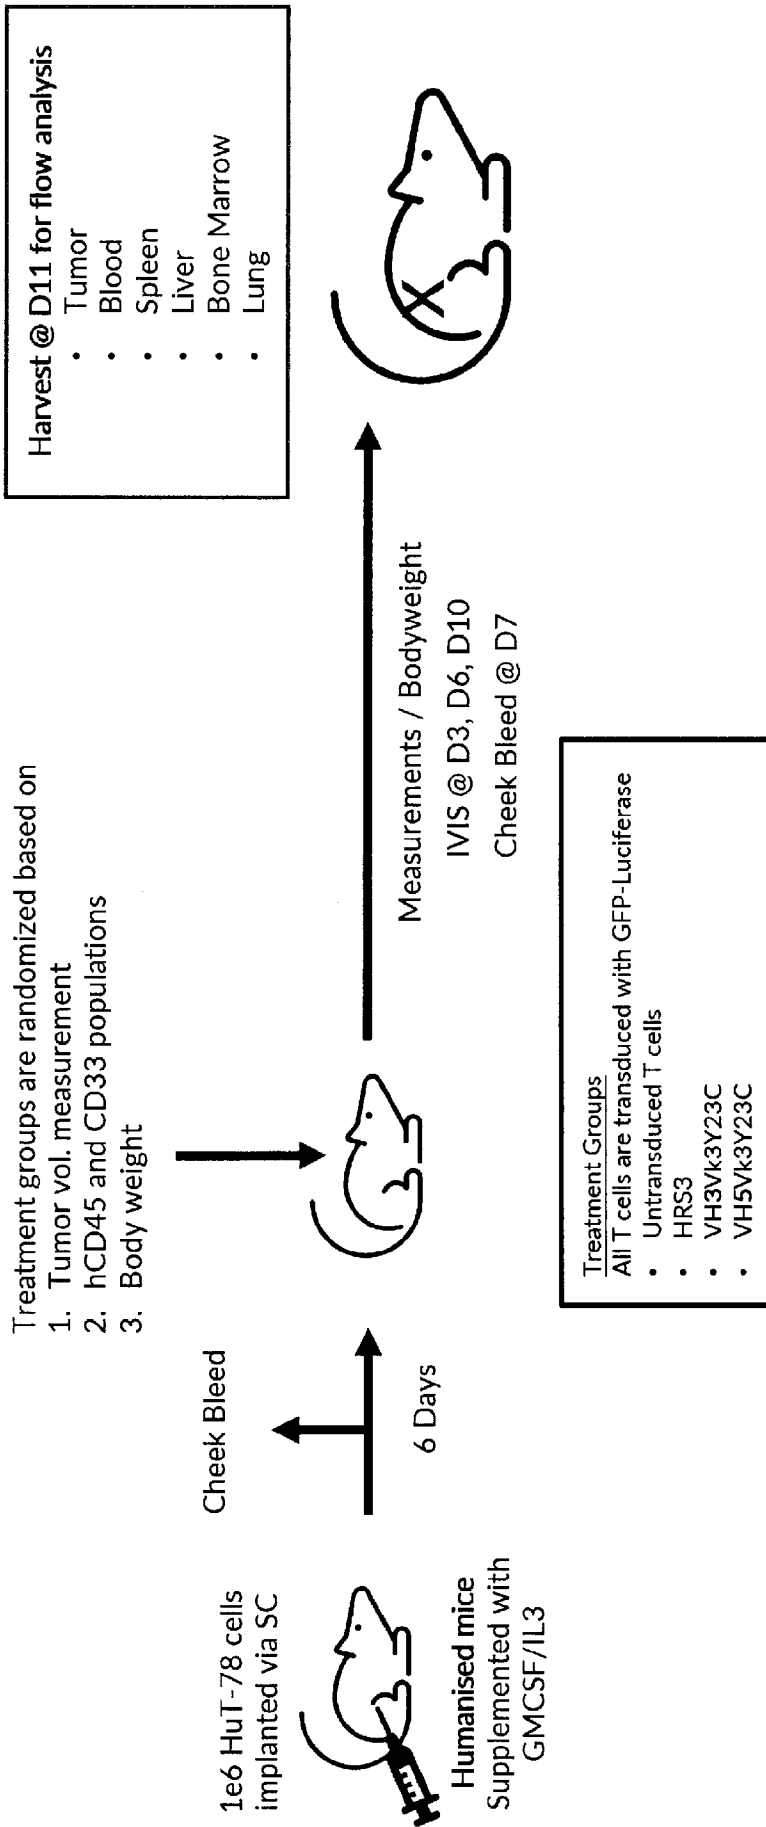 1e6 HuT-78 cells
implanted via SC
Humanised mice
Supplemented with
GMCSF/IL3
Cheek Bleed
6 Days
Treatment groups are randomized based on
1. Tumor vol. measurement
2. hCD45 and CD33 populations
3. Body weight
Treatment Groups
All T cells are transduced with GFP-Luciferase
• Untransduced T cells
• HRS3
• VH3Vk3Y23C
• VH5Vk3Y23C
Measurements / Bodyweight
IVIS @ D3, D6, D10
Cheek Bleed @ D7
Harvest @ D11 for flow analysis
• Tumor
• Blood
• Spleen
• Liver
• Bone Marrow
• Lung
X